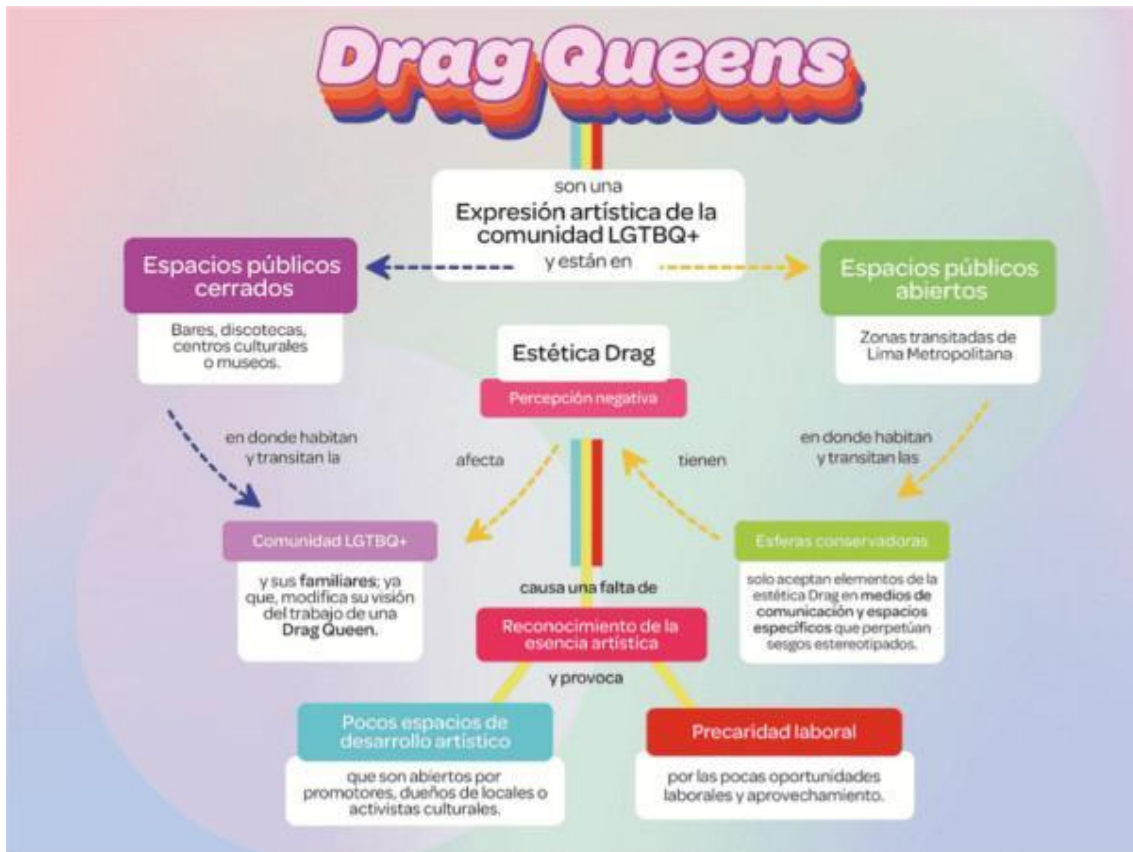 Drag Queens
son una
Expresión artística de la
comunidad LGTBQ+
y están en
Espacios públicos
cerrados
Bares, discotecas,
centros culturales
o museos.
Espacios públicos
abiertos
Zonas transitadas de
Lima Metropolitana
Estética Drag
Percepción negativa
en donde habitan
y transitan la
afecta
tienen
en donde habitan
y transitan las
Comunidad LGTBQ+
y sus familiares; ya
que, modifica su visión
del trabajo de una
Drag Queen.
Esferas conservadoras
solo aceptan elementos de la
estética Drag en medios de
comunicación y espacios
específicos que perpetúan
sesgos estereotipados.
causa una falta de
Reconocimiento de la
esencia artística
y provoca
Pocos espacios de
desarrollo artístico
que son abiertos por
promotores, dueños de locales o
activistas culturales.
Precaridad laboral
por las pocas oportunidades
laborales y aprovechamiento.